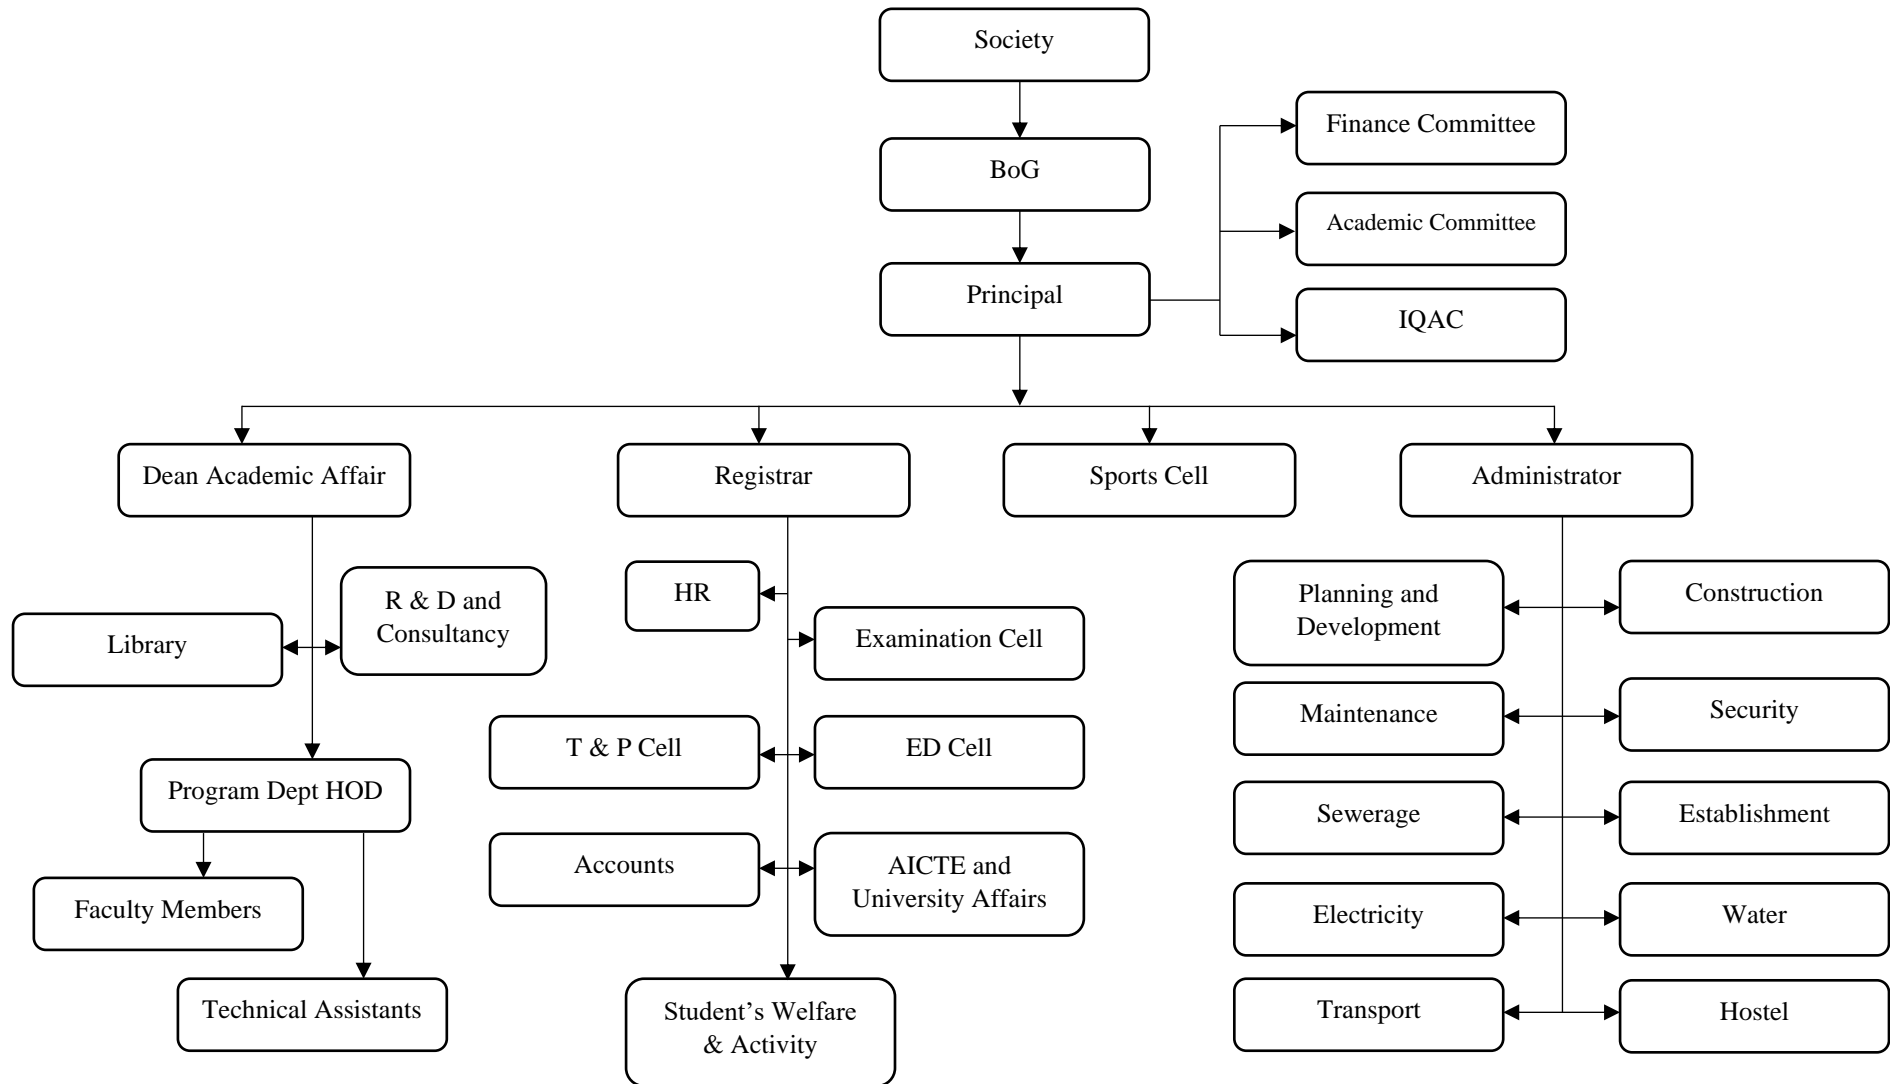 Society
Finance Committee
BoG
Academic Committee
Principal
IQAC
Dean Academic Affair
Registrar
Sports Cell
Administrator
Library
R & D and
Consultancy
Program Dept HOD
Faculty Members
Technical Assistants
HR
Examination Cell
T & P Cell
ED Cell
Accounts
AICTE and
University Affairs
Student’s Welfare
& Activity
Planning and
Development
Construction
Maintenance
Security
Sewerage
Establishment
Electricity
Water
Transport
Hostel